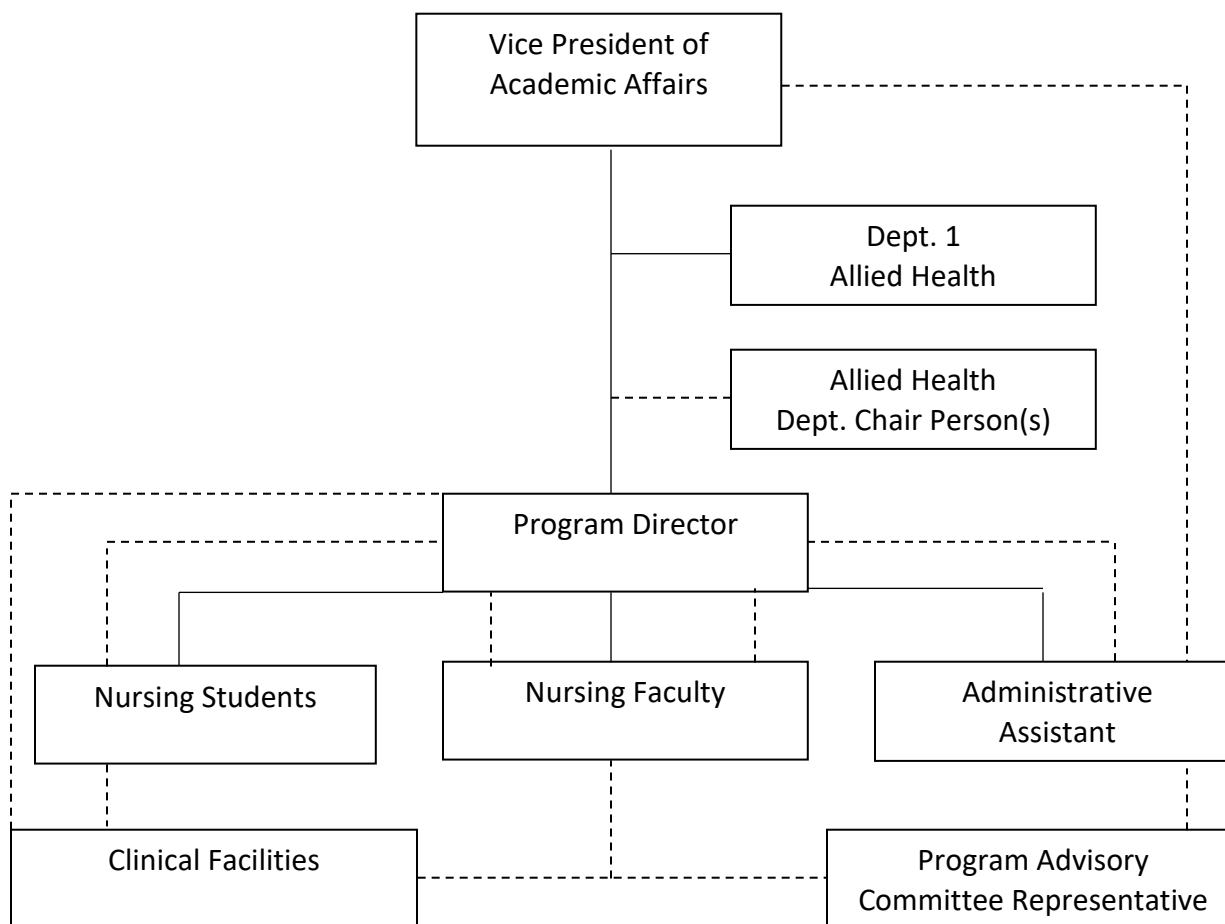 Vice President of
Academic Affairs
Dept. 1
Allied Health
Allied Health
Dept. Chair Person(s)
Program Director
Nursing Students
Nursing Faculty
Administrative
Assistant
Clinical Facilities
Program Advisory
Committee Representative